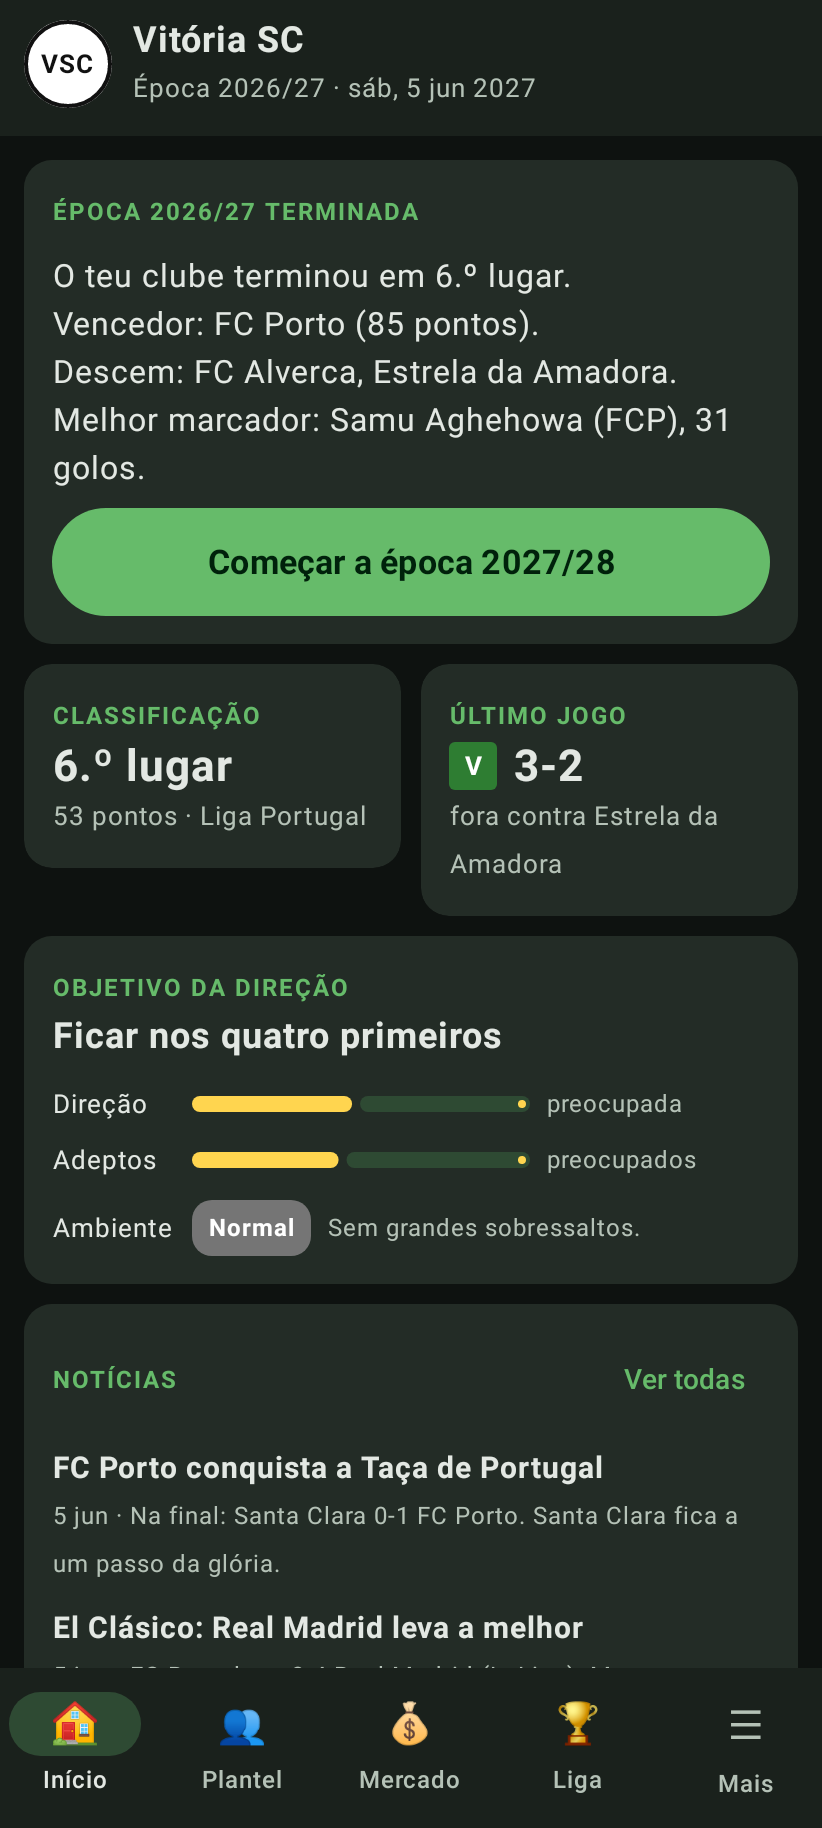 VSC
Vitória SC
Época 2026/27 · sáb, 5 jun 2027
ÉPOCA 2026/27 TERMINADA
O teu clube terminou em 6.º lugar.
Vencedor: FC Porto (85 pontos).
Descem: FC Alverca, Estrela da Amadora.
Melhor marcador: Samu Aghehowa (FCP), 31
golos.
Começar a época 2027/28
CLASSIFICAÇÃO
6.º lugar
53 pontos · Liga Portugal
ÚLTIMO JOGO
V 3-2
fora contra Estrela da
Amadora
OBJETIVO DA DIREÇÃO
Ficar nos quatro primeiros
Direção preocupada
Adeptos preocupados
Ambiente Normal Sem grandes sobressaltos.
NOTÍCIAS Ver todas
FC Porto conquista a Taça de Portugal
5 jun · Na final: Santa Clara 0-1 FC Porto. Santa Clara fica a
um passo da glória.
El Clásico: Real Madrid leva a melhor
Início Plantel Mercado Liga Mais